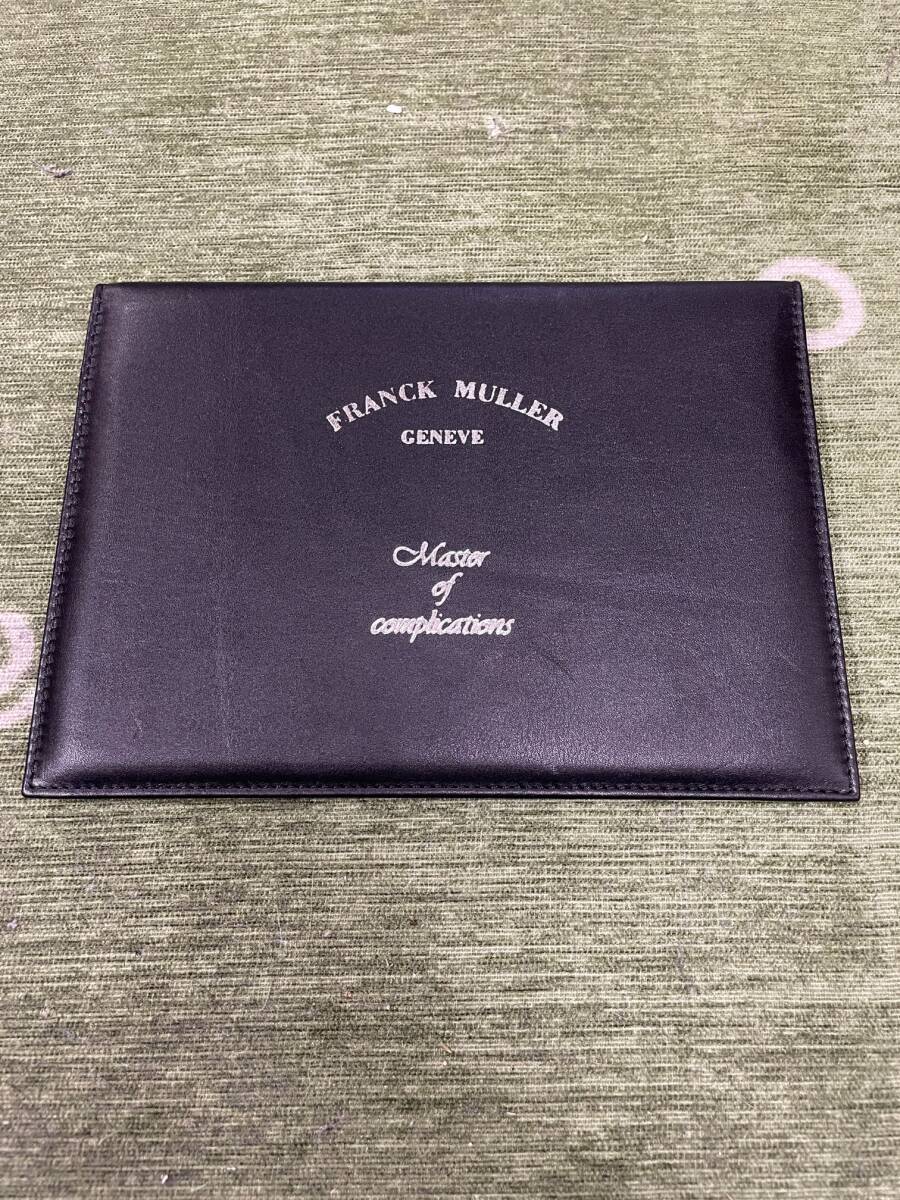 FRANCK MULLER
GENEVE
Master
of
complications